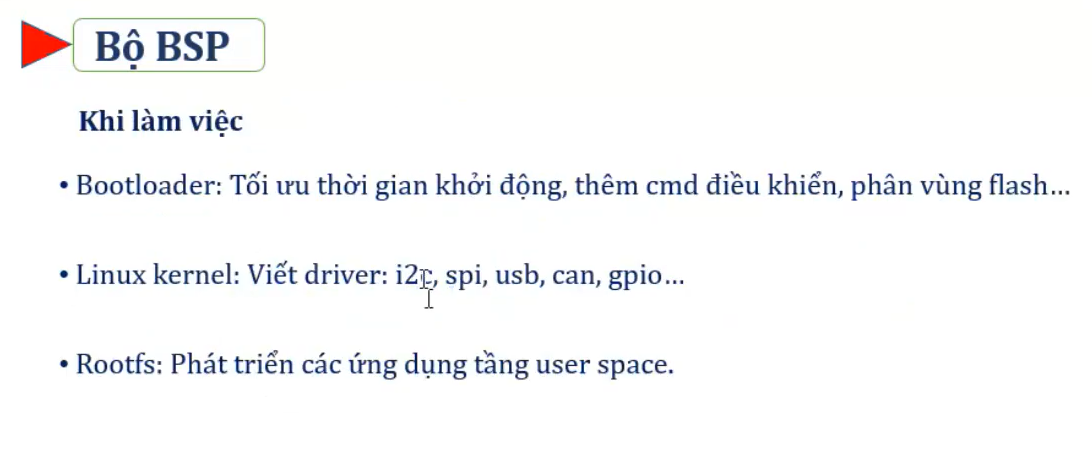 Bộ BSP
Khi làm việc
• Bootloader: Tối ưu thời gian khởi động, thêm cmd điều khiển, phân vùng flash...
• Linux kernel: Viết driver: i2c, spi, usb, can, gpio...
• Rootfs: Phát triển các ứng dụng tầng user space.